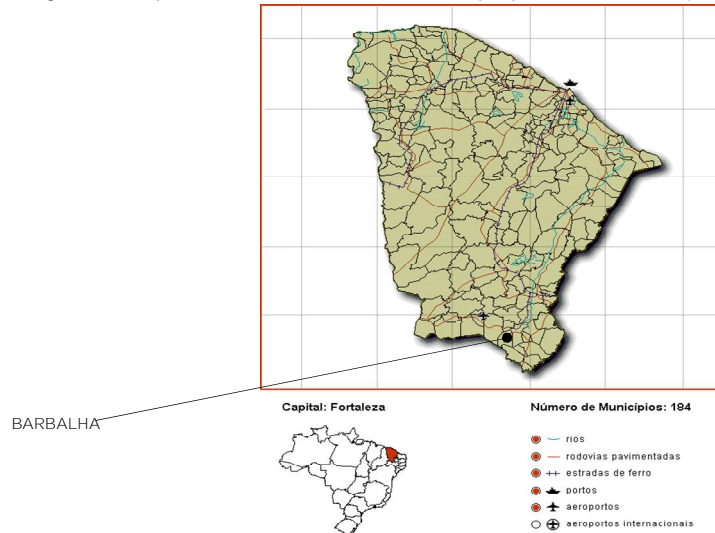 BARBALHA
Capital: Fortaleza
Número de Municípios: 184
rios
rodovias pavimentadas
estradas de ferro
portos
aeroportos
aeroportos internacionais